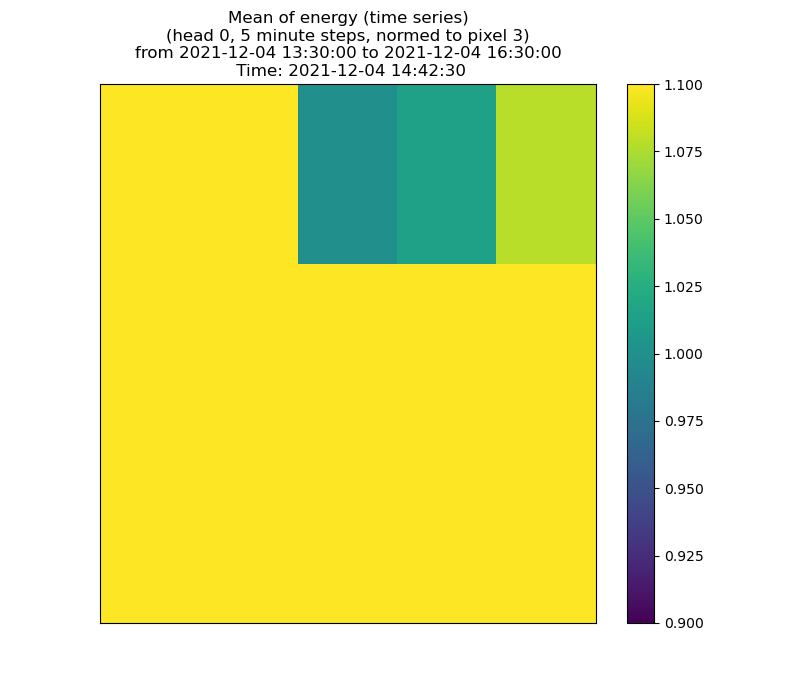 Mean of energy (time series)
(head 0, 5 minute steps, normed to pixel 3)
from 2021-12-04 13:30:00 to 2021-12-04 16:30:00
Time: 2021-12-04 14:42:30
1.100
1.075
1.050
1.025
1.000
0.975
0.950
0.925
0.900